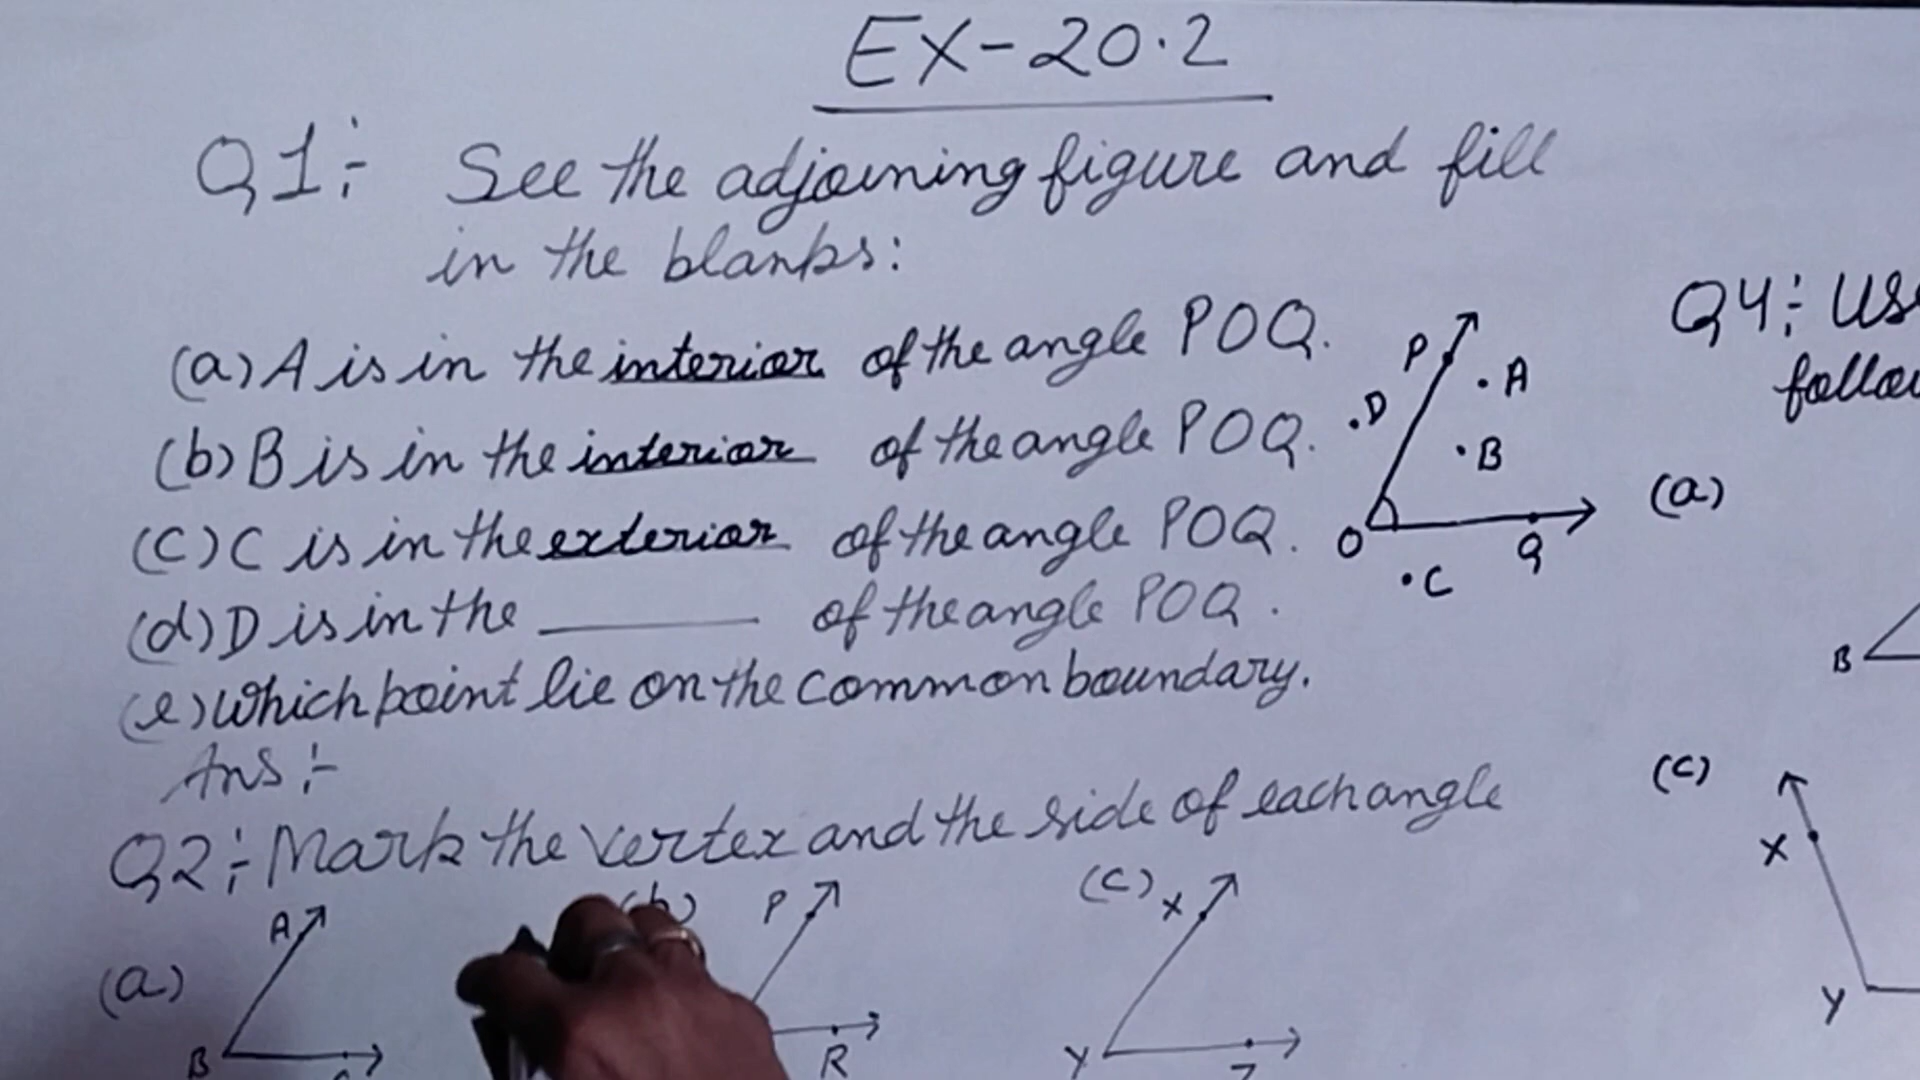 EX-20.2
Q1:- See the adjoining figure and fill
in the blanks:
(a) A is in the interior of the angle POQ.
(b) B is in the interior of the angle POQ.
(c) C is in the exterior of the angle POQ.
(d) D is in the ______ of the angle POQ.
(e) Which point lie on the common boundary.
Ans:-
P
A
D
B
O
Q
C
Q2:- Mark the vertex and the side of each angle
(a)
A
B
(b)
P
R
(c)
X
Y
Z
Q4:- Use
(a)
B
(c)
X
Y